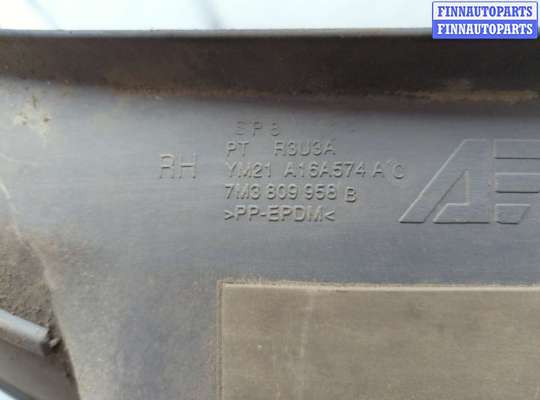 FINNAUTOPARTS
FINNAUTOPARTS
PT R3U3A
RH YM21 A16A574 A C
7M3 809 958 B
>PP-EPDM<